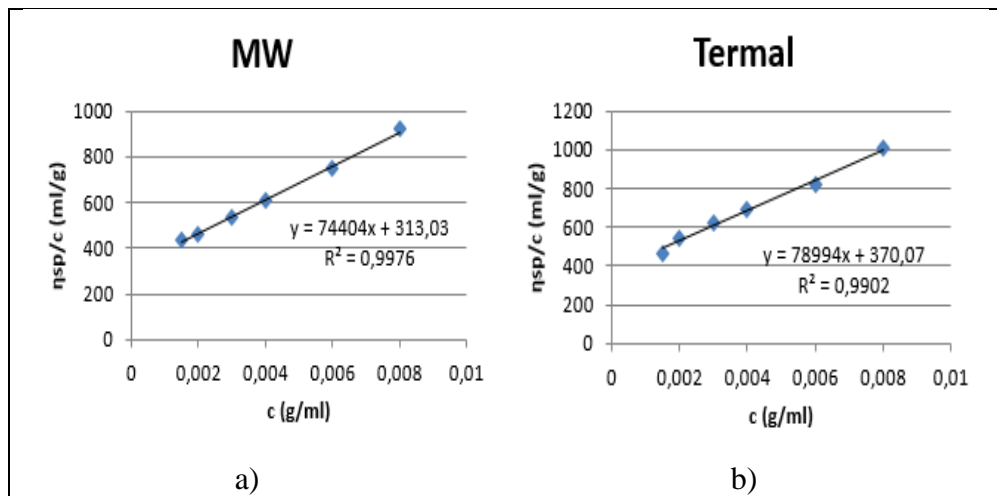 MW
ηsp/c (ml/g)
1000
800
600
400
200
0
y = 74404x + 313,03
R² = 0,9976
0
0,002
0,004
0,006
0,008
0,01
c (g/ml)
a)
Termal
ηsp/c (ml/g)
1200
1000
800
600
400
200
0
y = 78994x + 370,07
R² = 0,9902
0
0,002
0,004
0,006
0,008
0,01
c (g/ml)
b)